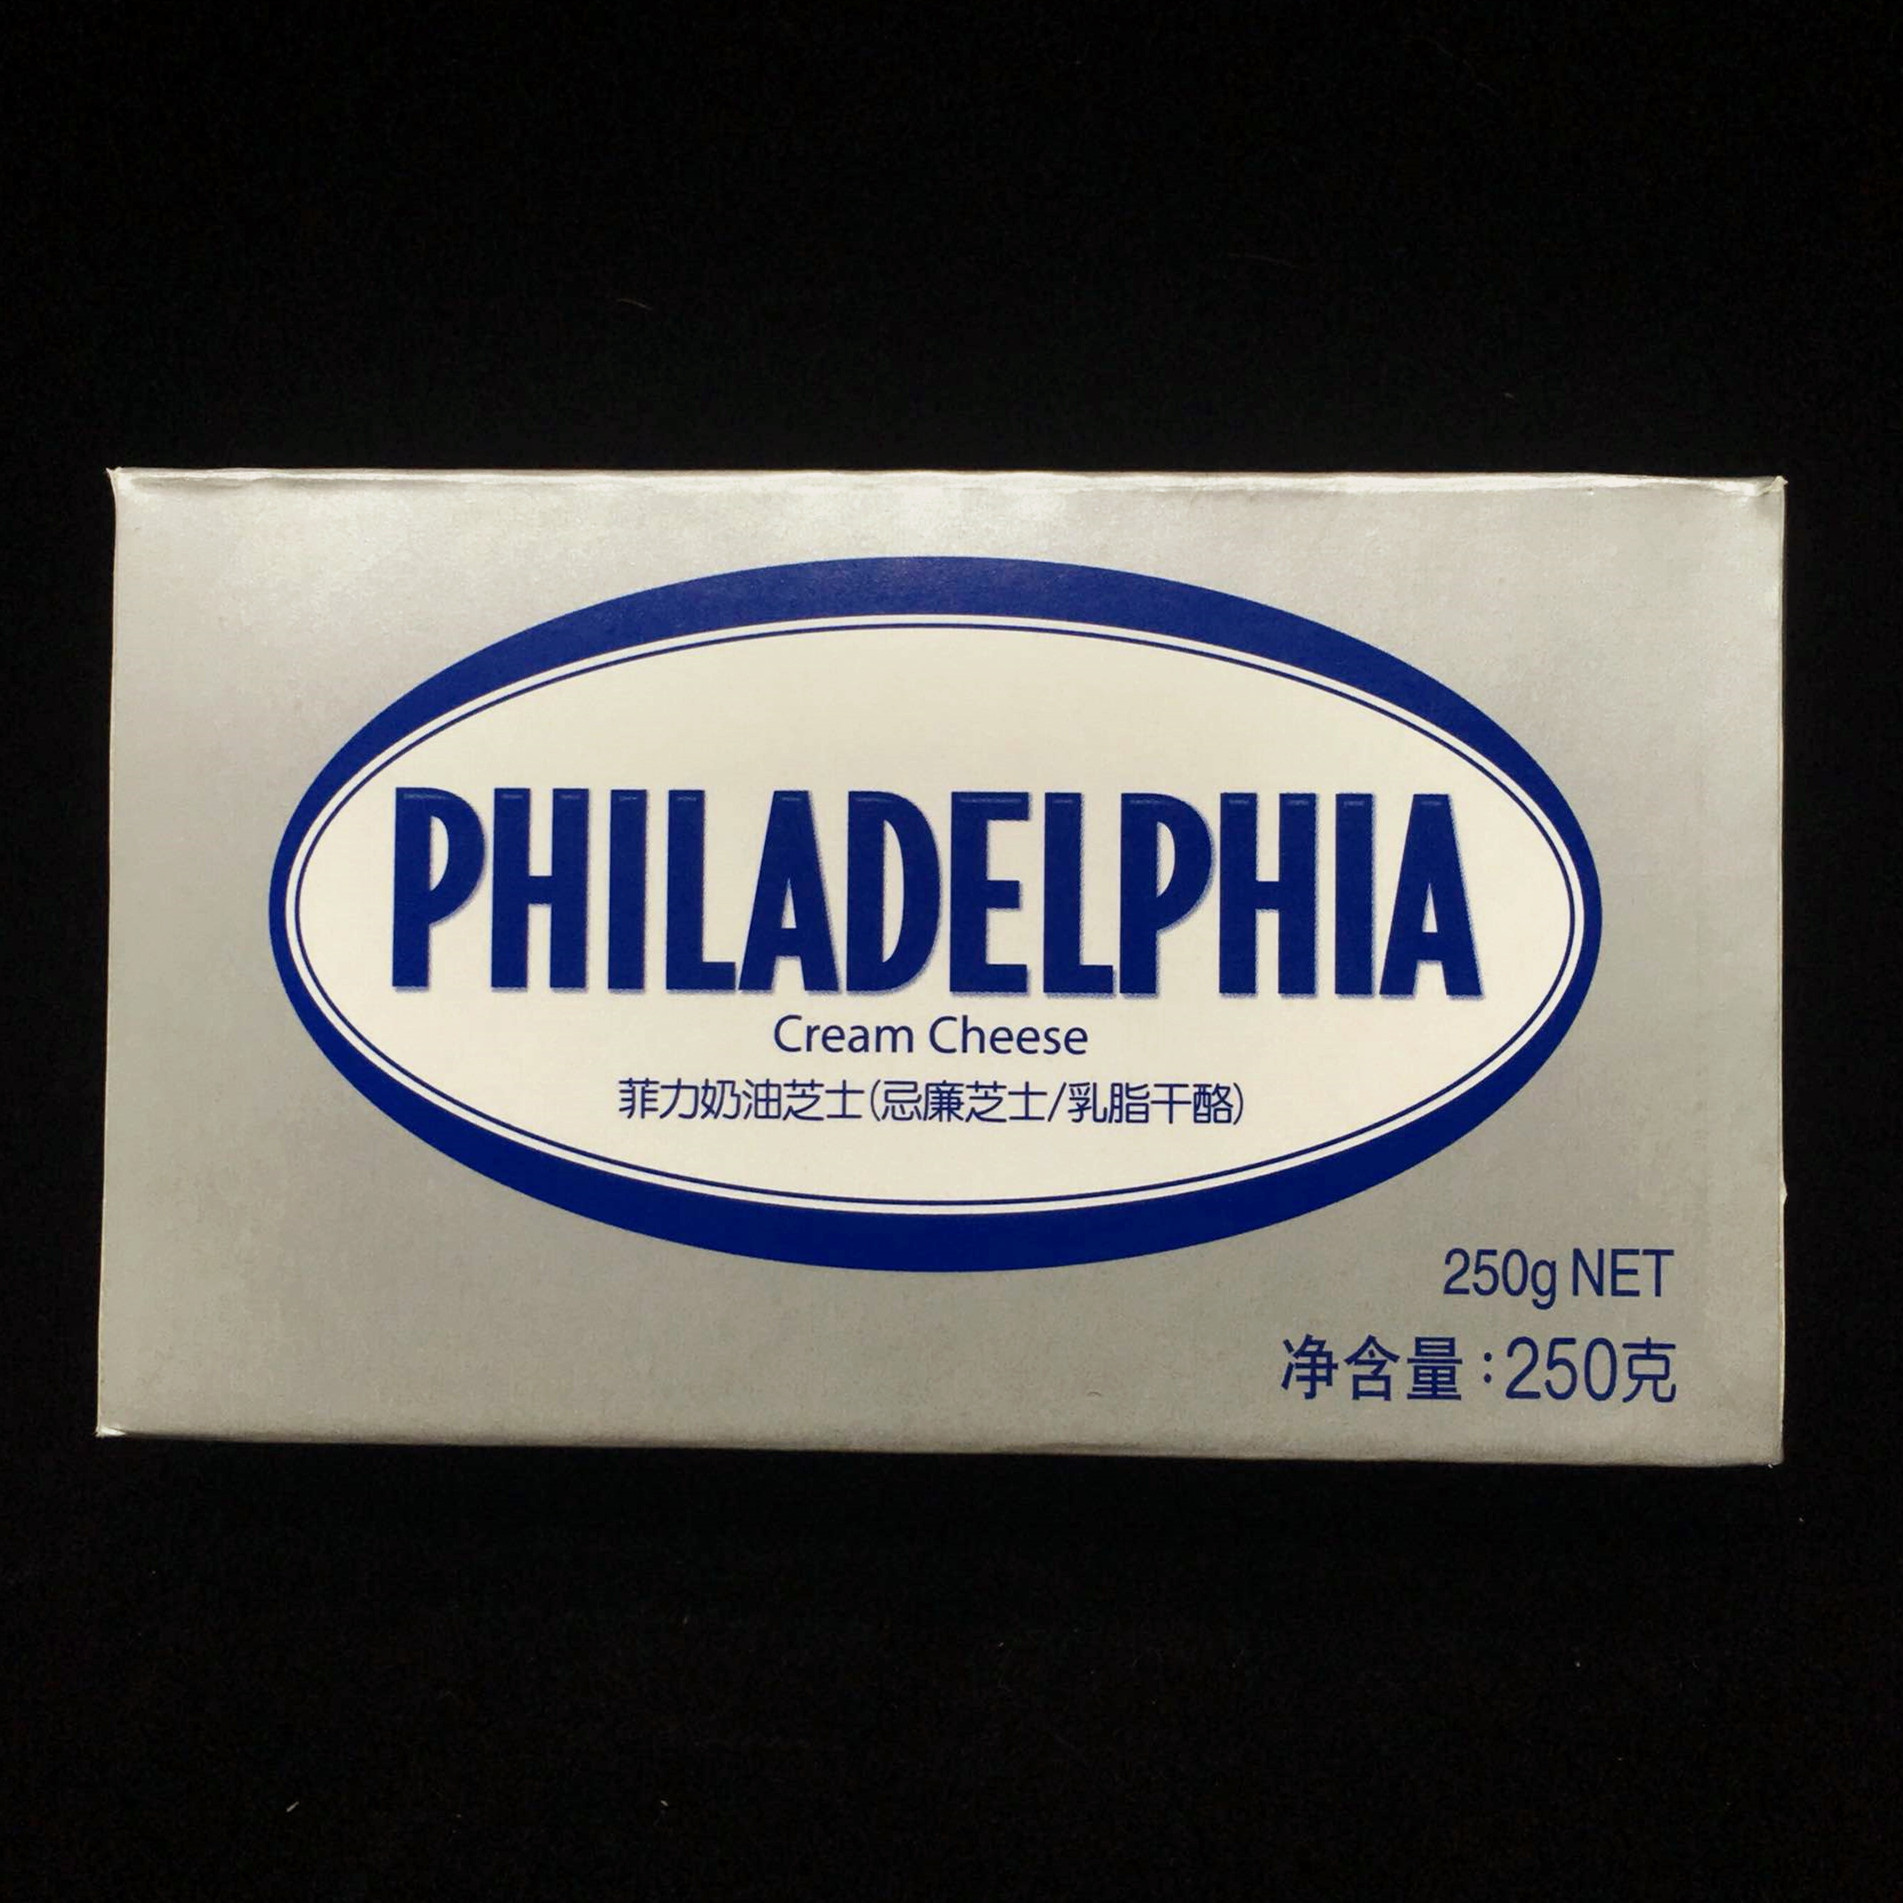 PHILADELPHIA
Cream Cheese
菲力奶油芝士(忌廉芝士/乳脂干酪)
250g NET
净含量:250克